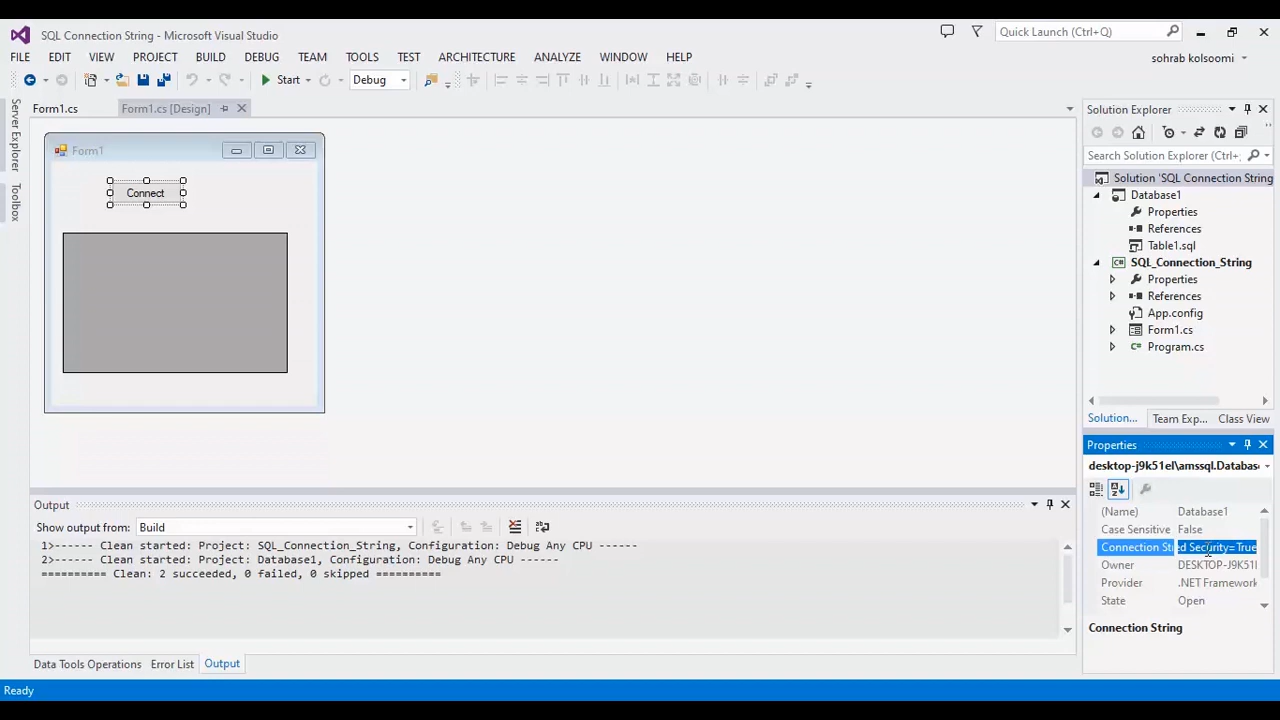 SQL Connection String - Microsoft Visual Studio
Quick Launch (Ctrl+Q)
FILE EDIT VIEW PROJECT BUILD DEBUG TEAM TOOLS TEST ARCHITECTURE ANALYZE WINDOW HELP
sohrab kolsoomi
Start Debug
Server Explorer
Toolbox
Form1.cs Form1.cs [Design]
Form1
Connect
Solution Explorer
Search Solution Explorer (Ctrl+;
Solution 'SQL Connection String
Database1
Properties
References
Table1.sql
SQL_Connection_String
Properties
References
App.config
Form1.cs
Program.cs
Solution... Team Exp... Class View
Properties
desktop-j9k51el\amssql.Databas
(Name) Database1
Case Sensitive False
Connection Stri ed Security=True
Owner DESKTOP-J9K51
Provider .NET Framework
State Open
Connection String
Output
Show output from: Build
1>------ Clean started: Project: SQL_Connection_String, Configuration: Debug Any CPU ------
2>------ Clean started: Project: Database1, Configuration: Debug Any CPU ------
========== Clean: 2 succeeded, 0 failed, 0 skipped ==========
Data Tools Operations Error List Output
Ready